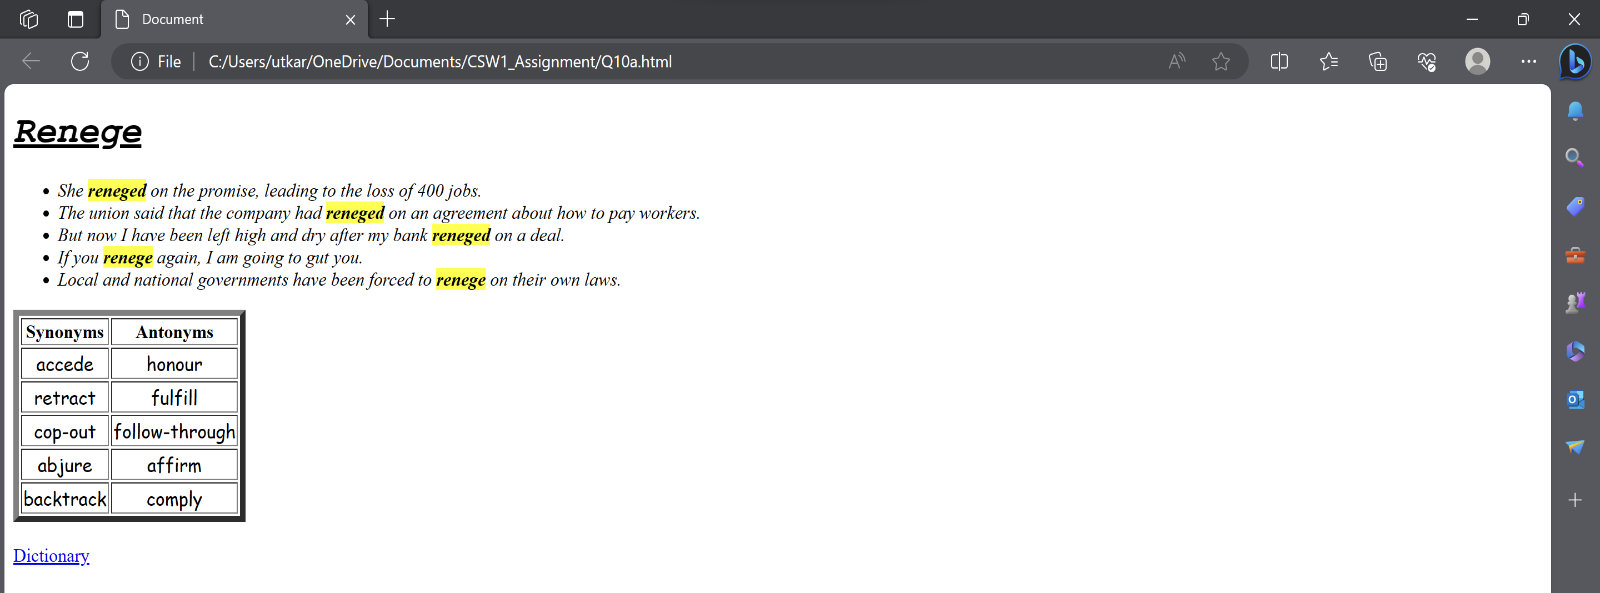 Document
File
C:/Users/utkar/OneDrive/Documents/CSW1_Assignment/Q10a.html
Renege
She reneged on the promise, leading to the loss of 400 jobs.
The union said that the company had reneged on an agreement about how to pay workers.
But now I have been left high and dry after my bank reneged on a deal.
If you renege again, I am going to gut you.
Local and national governments have been forced to renege on their own laws.
Synonyms Antonyms
accede honour
retract fulfill
cop-out follow-through
abjure affirm
backtrack comply
Dictionary